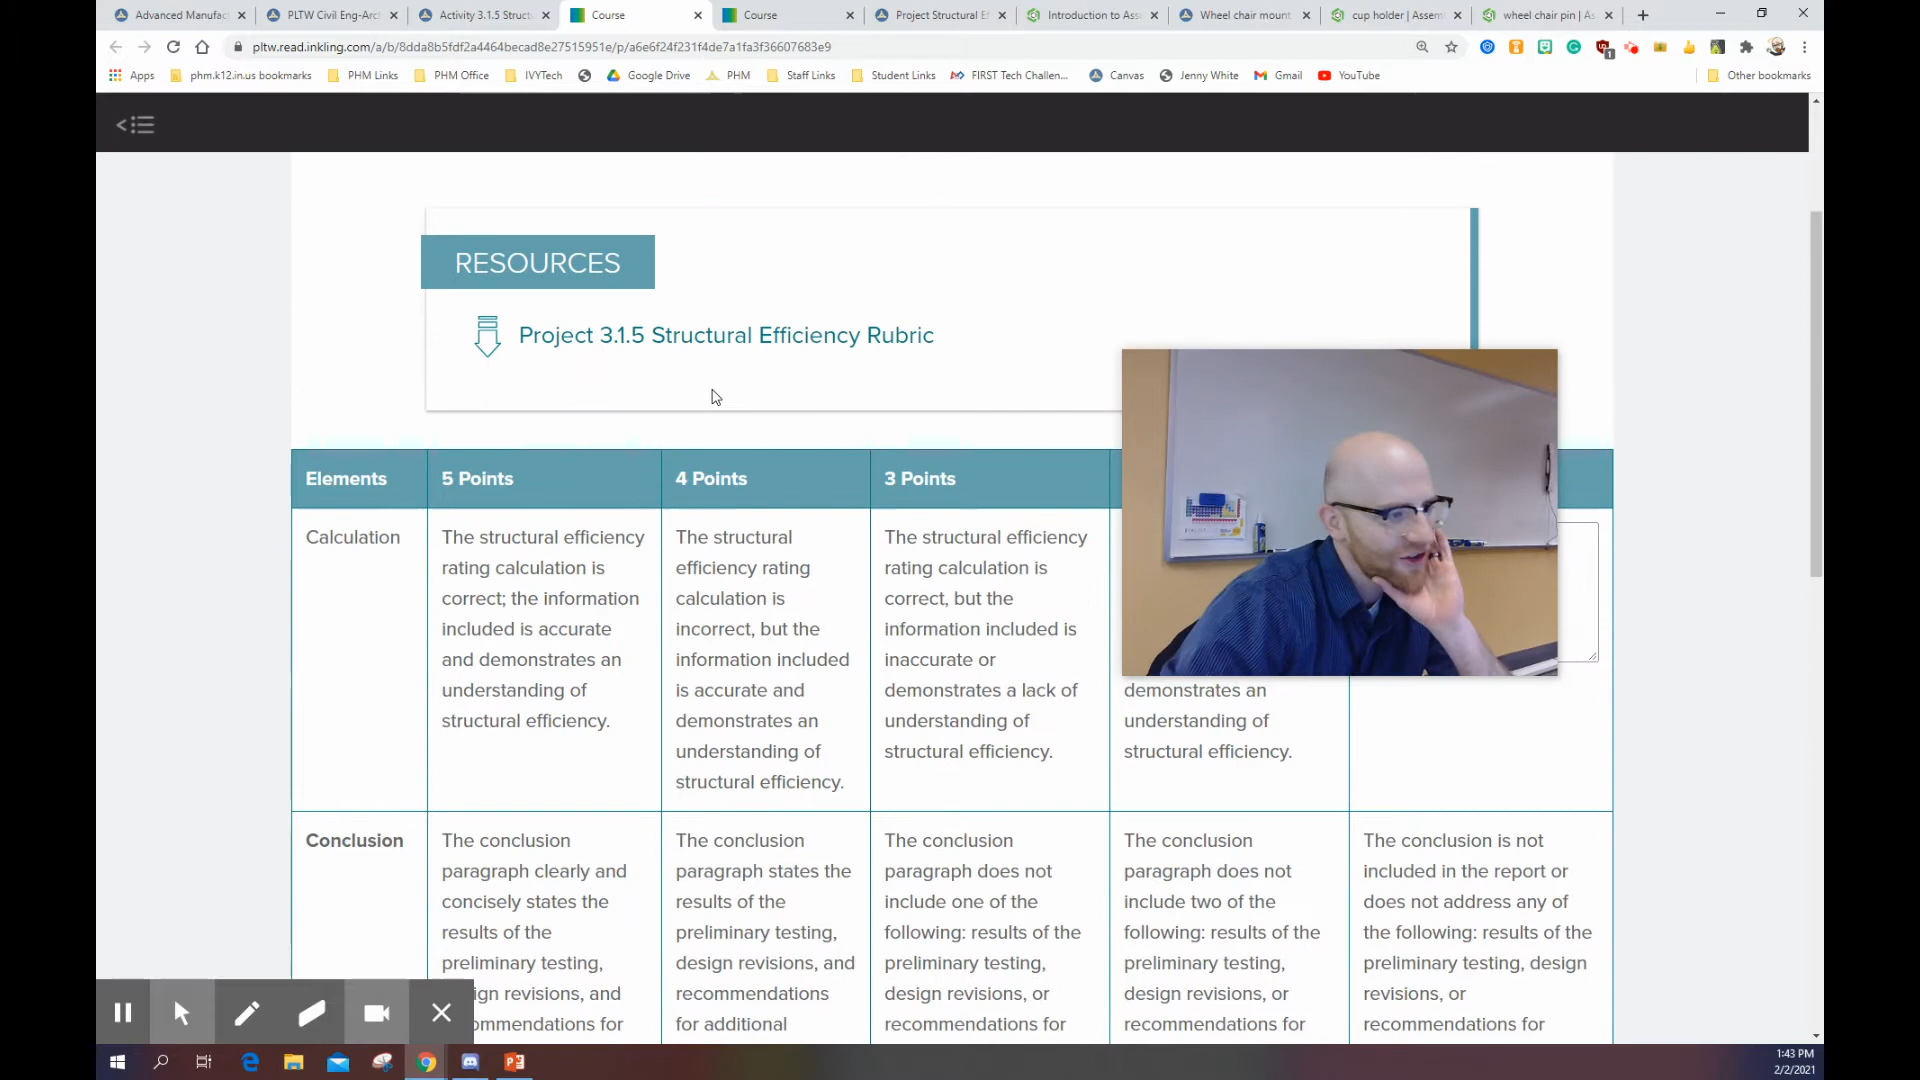 Advanced Manufac
PLTW Civil Eng-Arc
Activity 3.1.5 Struct
Course
Course
Project Structural Ef
Introduction to Asse
Wheel chair mount
cup holder | Assem
wheel chair pin | As
pltw.read.inkling.com/a/b/8dda8b5fdf2a4464becad8e27515951e/p/a6e6f24f231f4de7a1fa3f36607683e9
Apps
phm.k12.in.us bookmarks
PHM Links
PHM Office
IVYTech
Google Drive
PHM
Staff Links
Student Links
FIRST Tech Challen...
Canvas
Jenny White
Gmail
YouTube
Other bookmarks
RESOURCES
Project 3.1.5 Structural Efficiency Rubric
Elements
5 Points
4 Points
3 Points
Calculation
The structural efficiency
rating calculation is
correct; the information
included is accurate
and demonstrates an
understanding of
structural efficiency.
The structural
efficiency rating
calculation is
incorrect, but the
information included
is accurate and
demonstrates an
understanding of
structural efficiency.
The structural efficiency
rating calculation is
correct, but the
information included is
inaccurate or
demonstrates a lack of
understanding of
structural efficiency.
demonstrates an
understanding of
structural efficiency.
Conclusion
The conclusion
paragraph clearly and
concisely states the
results of the
preliminary testing,
ign revisions, and
ommendations for
The conclusion
paragraph states the
results of the
preliminary testing,
design revisions, and
recommendations
for additional
The conclusion
paragraph does not
include one of the
following: results of the
preliminary testing,
design revisions, or
recommendations for
The conclusion
paragraph does not
include two of the
following: results of the
preliminary testing,
design revisions, or
recommendations for
The conclusion is not
included in the report or
does not address any of
the following: results of the
preliminary testing, design
revisions, or
recommendations for
1:43 PM
2/2/2021